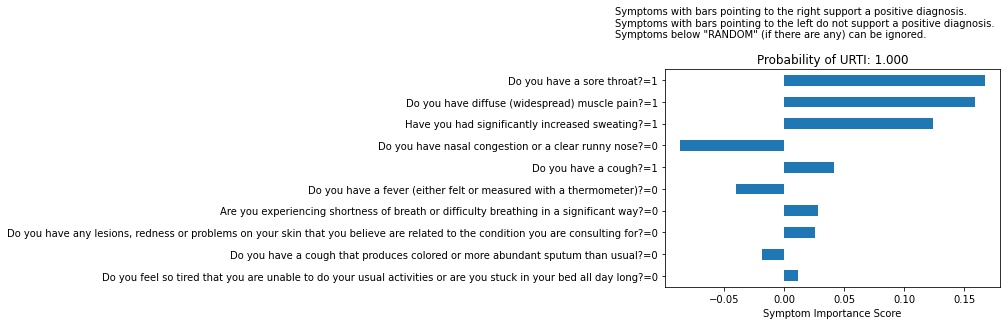 Symptoms with bars pointing to the right support a positive diagnosis.
Symptoms with bars pointing to the left do not support a positive diagnosis.
Symptoms below "RANDOM" (if there are any) can be ignored.
Probability of URTI: 1.000
Do you have a sore throat?=1
Do you have diffuse (widespread) muscle pain?=1
Have you had significantly increased sweating?=1
Do you have nasal congestion or a clear runny nose?=0
Do you have a cough?=1
Do you have a fever (either felt or measured with a thermometer)?=0
Are you experiencing shortness of breath or difficulty breathing in a significant way?=0
Do you have any lesions, redness or problems on your skin that you believe are related to the condition you are consulting for?=0
Do you have a cough that produces colored or more abundant sputum than usual?=0
Do you feel so tired that you are unable to do your usual activities or are you stuck in your bed all day long?=0
−0.05 0.00 0.05 0.10 0.15
Symptom Importance Score